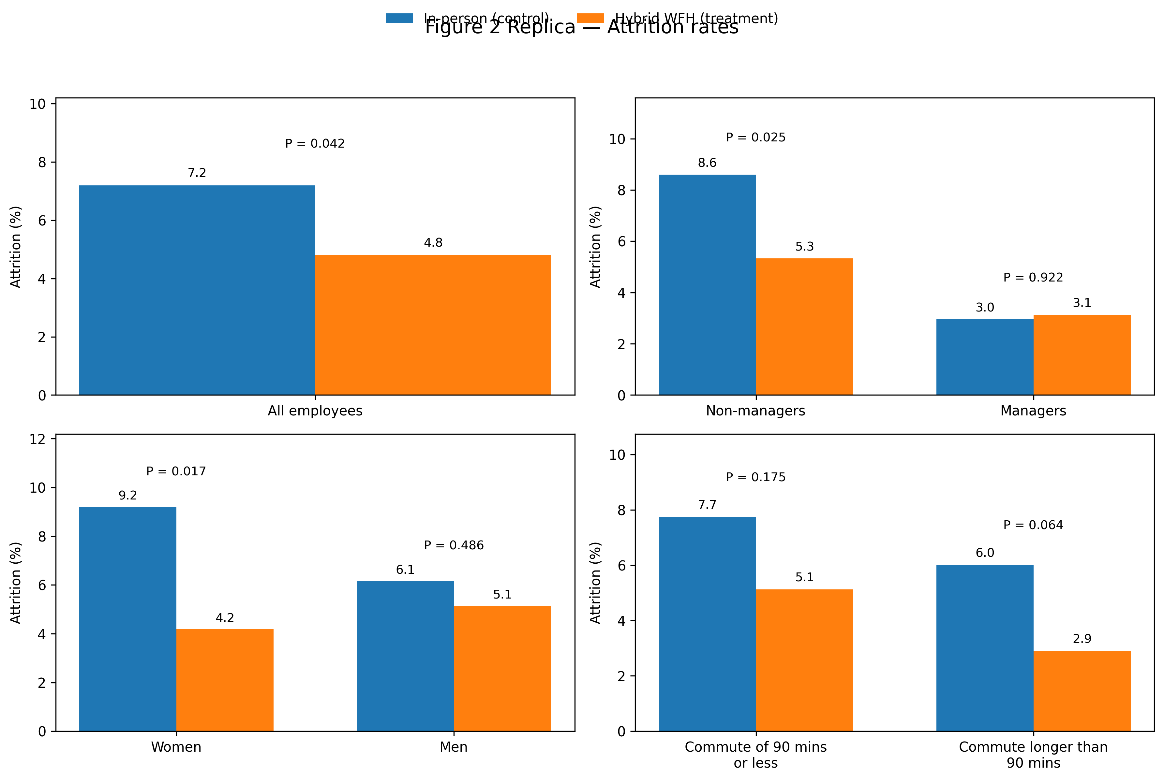 In-person (control) Hybrid WFH (treatment)
Figure 2 Replica — Attrition rates
10
8
6
4
2
0
Attrition (%)
P = 0.042
7.2
4.8
All employees
10
8
6
4
2
0
Attrition (%)
P = 0.025
8.6
5.3
P = 0.922
3.0
3.1
Non-managers
Managers
12
10
8
6
4
2
0
Attrition (%)
P = 0.017
9.2
4.2
P = 0.486
6.1
5.1
Women
Men
10
8
6
4
2
0
Attrition (%)
P = 0.175
7.7
5.1
P = 0.064
6.0
2.9
Commute of 90 mins
or less
Commute longer than
90 mins